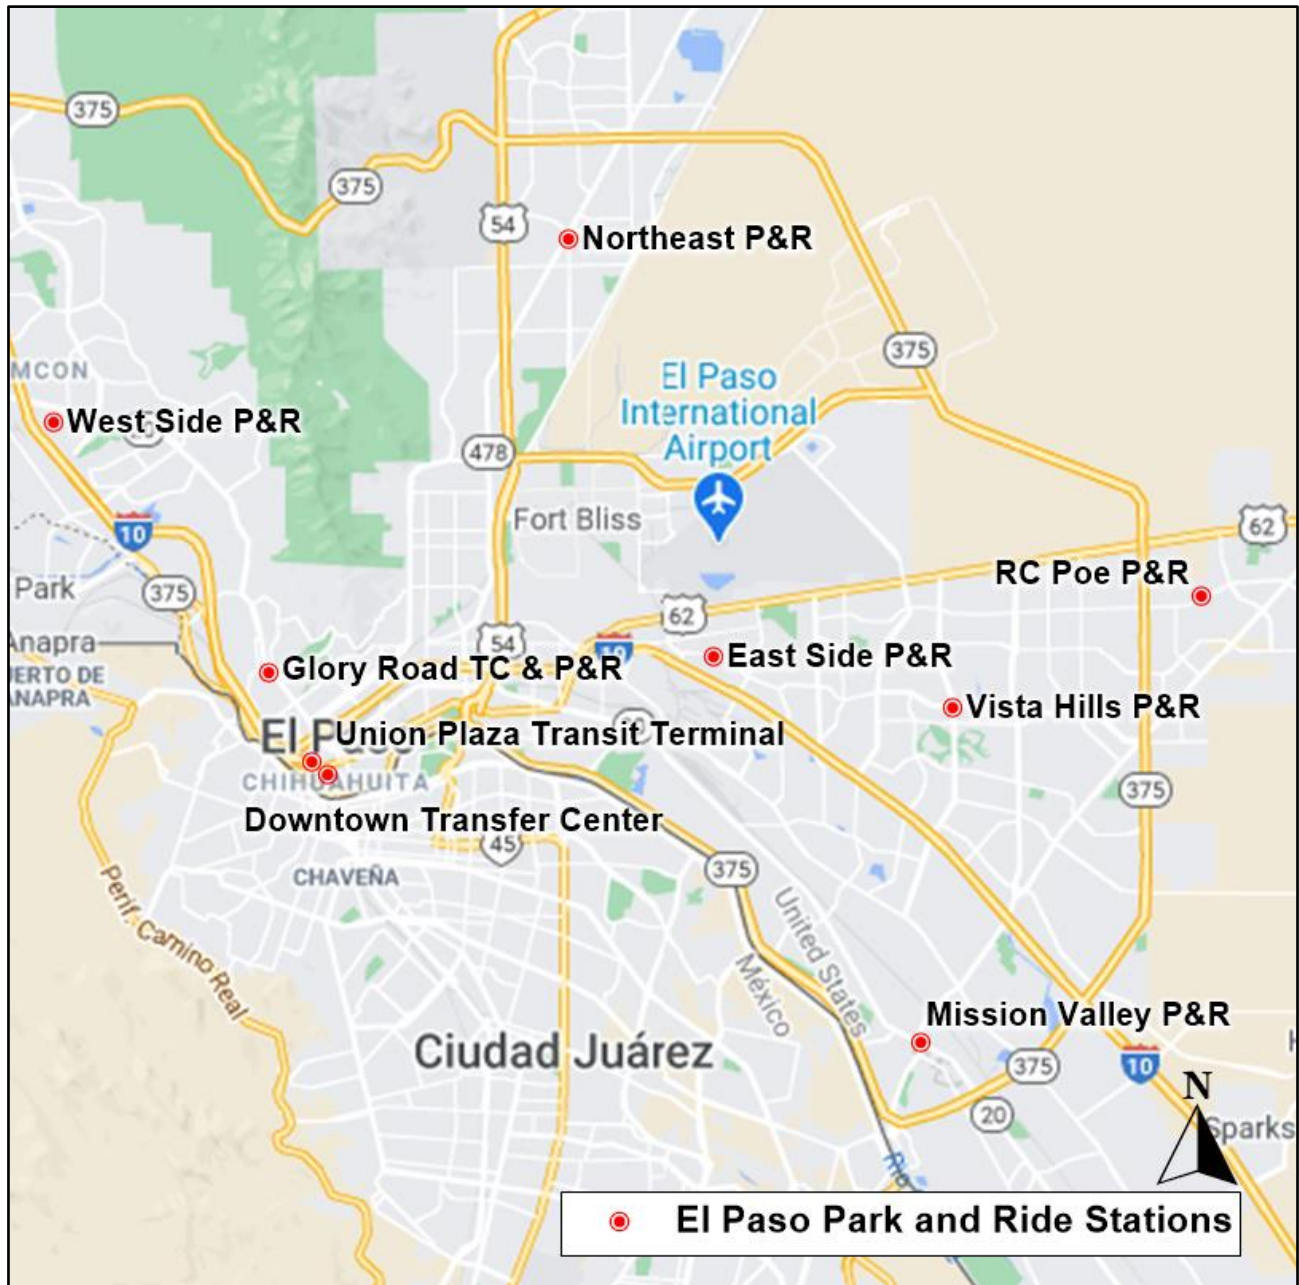 375
375
54
Northeast P&R
375
MCON
El Paso
International
Airport
West Side P&R
478
Fort Bliss
62
10
RC Poe P&R
Park
375
62
Anapra
54
10
East Side P&R
ERTO DE
ANAPRA
Glory Road TC & P&R
Vista Hills P&R
El P
Union Plaza Transit Terminal
CHIHUAHUITA
375
Downtown Transfer Center
45
375
CHAVEÑA
Perif. Camino Real
United States
México
Mission Valley P&R
Ciudad Juárez
375
10
N
20
Sparks
Río
El Paso Park and Ride Stations